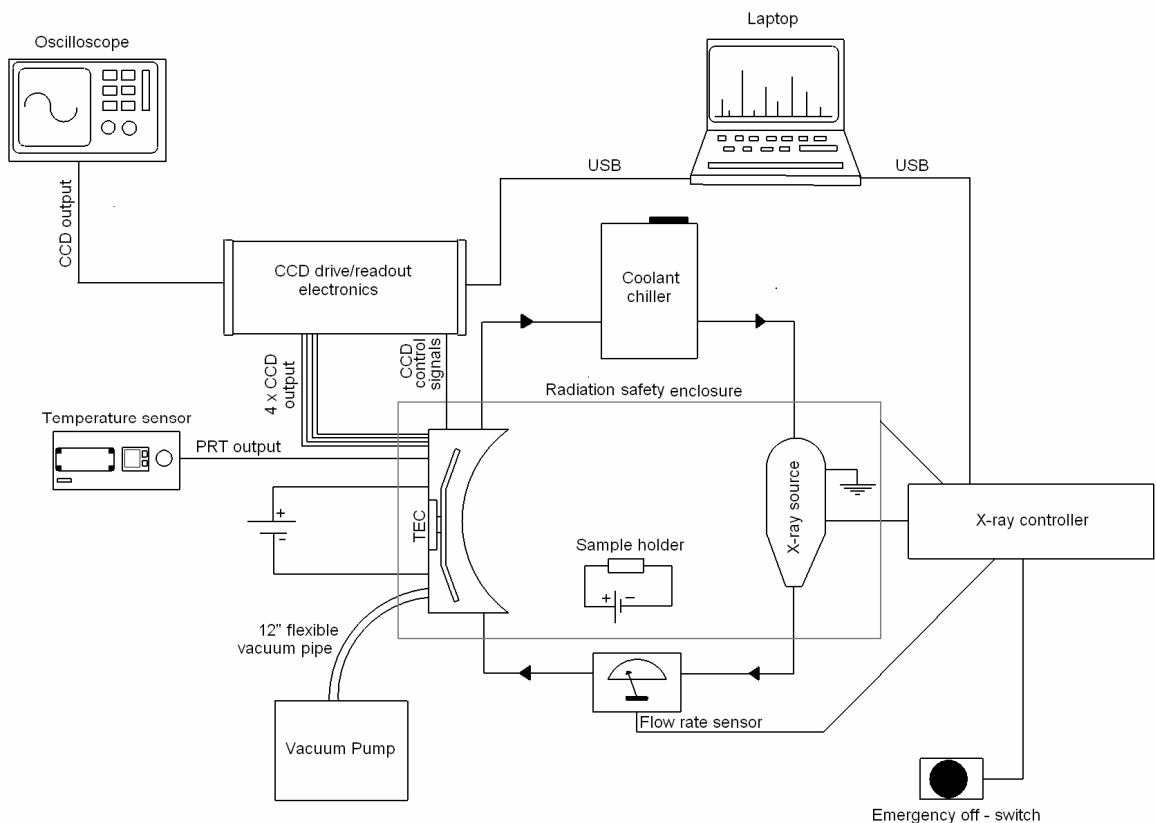 Laptop
Oscilloscope
USB
USB
CCD output
CCD drive/readout
electronics
Coolant
chiller
4 x CCD
output
CCD
control
signals
Radiation safety enclosure
Temperature sensor
PRT output
+
-
TEC
X-ray source
X-ray controller
Sample holder
+
−
12" flexible
vacuum pipe
Flow rate sensor
Vacuum Pump
Emergency off - switch